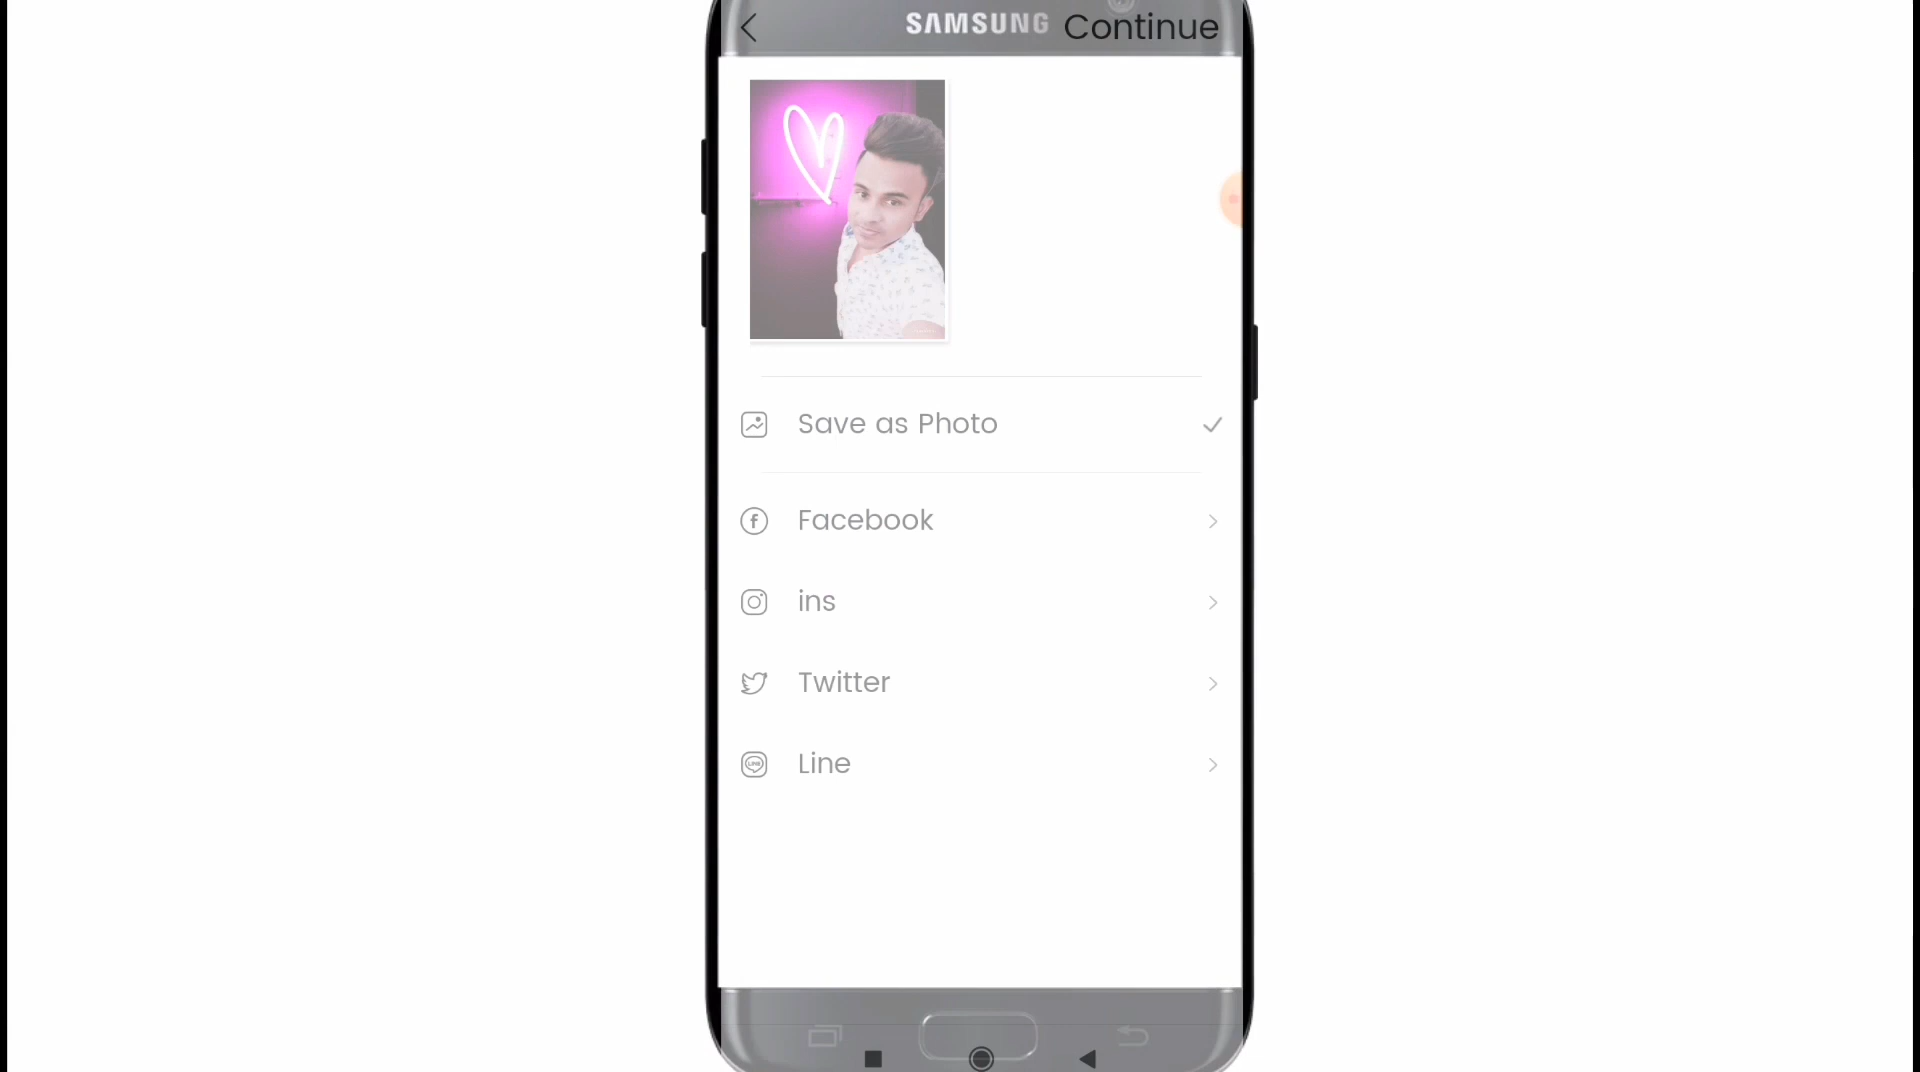 SAMSUNG Continue
Save as Photo
Facebook
ins
Twitter
Line